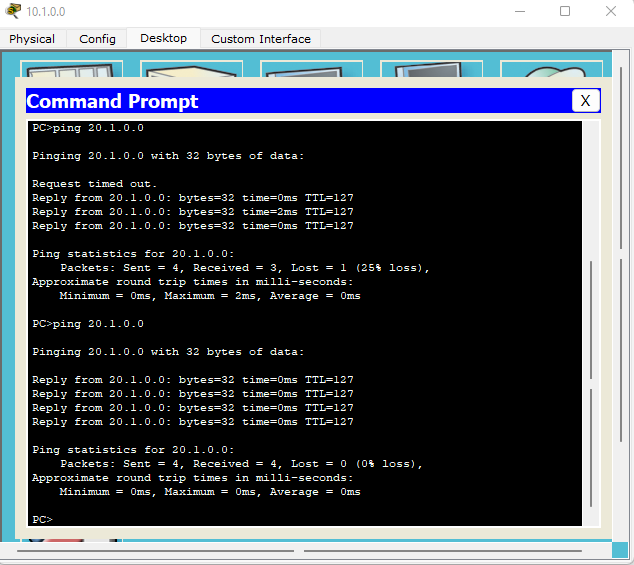 10.1.0.0
Physical Config Desktop Custom Interface
Command Prompt X
PC>ping 20.1.0.0
Pinging 20.1.0.0 with 32 bytes of data:
Request timed out.
Reply from 20.1.0.0: bytes=32 time=0ms TTL=127
Reply from 20.1.0.0: bytes=32 time=2ms TTL=127
Reply from 20.1.0.0: bytes=32 time=0ms TTL=127
Ping statistics for 20.1.0.0:
Packets: Sent = 4, Received = 3, Lost = 1 (25% loss),
Approximate round trip times in milli-seconds:
Minimum = 0ms, Maximum = 2ms, Average = 0ms
PC>ping 20.1.0.0
Pinging 20.1.0.0 with 32 bytes of data:
Reply from 20.1.0.0: bytes=32 time=0ms TTL=127
Reply from 20.1.0.0: bytes=32 time=0ms TTL=127
Reply from 20.1.0.0: bytes=32 time=0ms TTL=127
Reply from 20.1.0.0: bytes=32 time=0ms TTL=127
Ping statistics for 20.1.0.0:
Packets: Sent = 4, Received = 4, Lost = 0 (0% loss),
Approximate round trip times in milli-seconds:
Minimum = 0ms, Maximum = 0ms, Average = 0ms
PC>